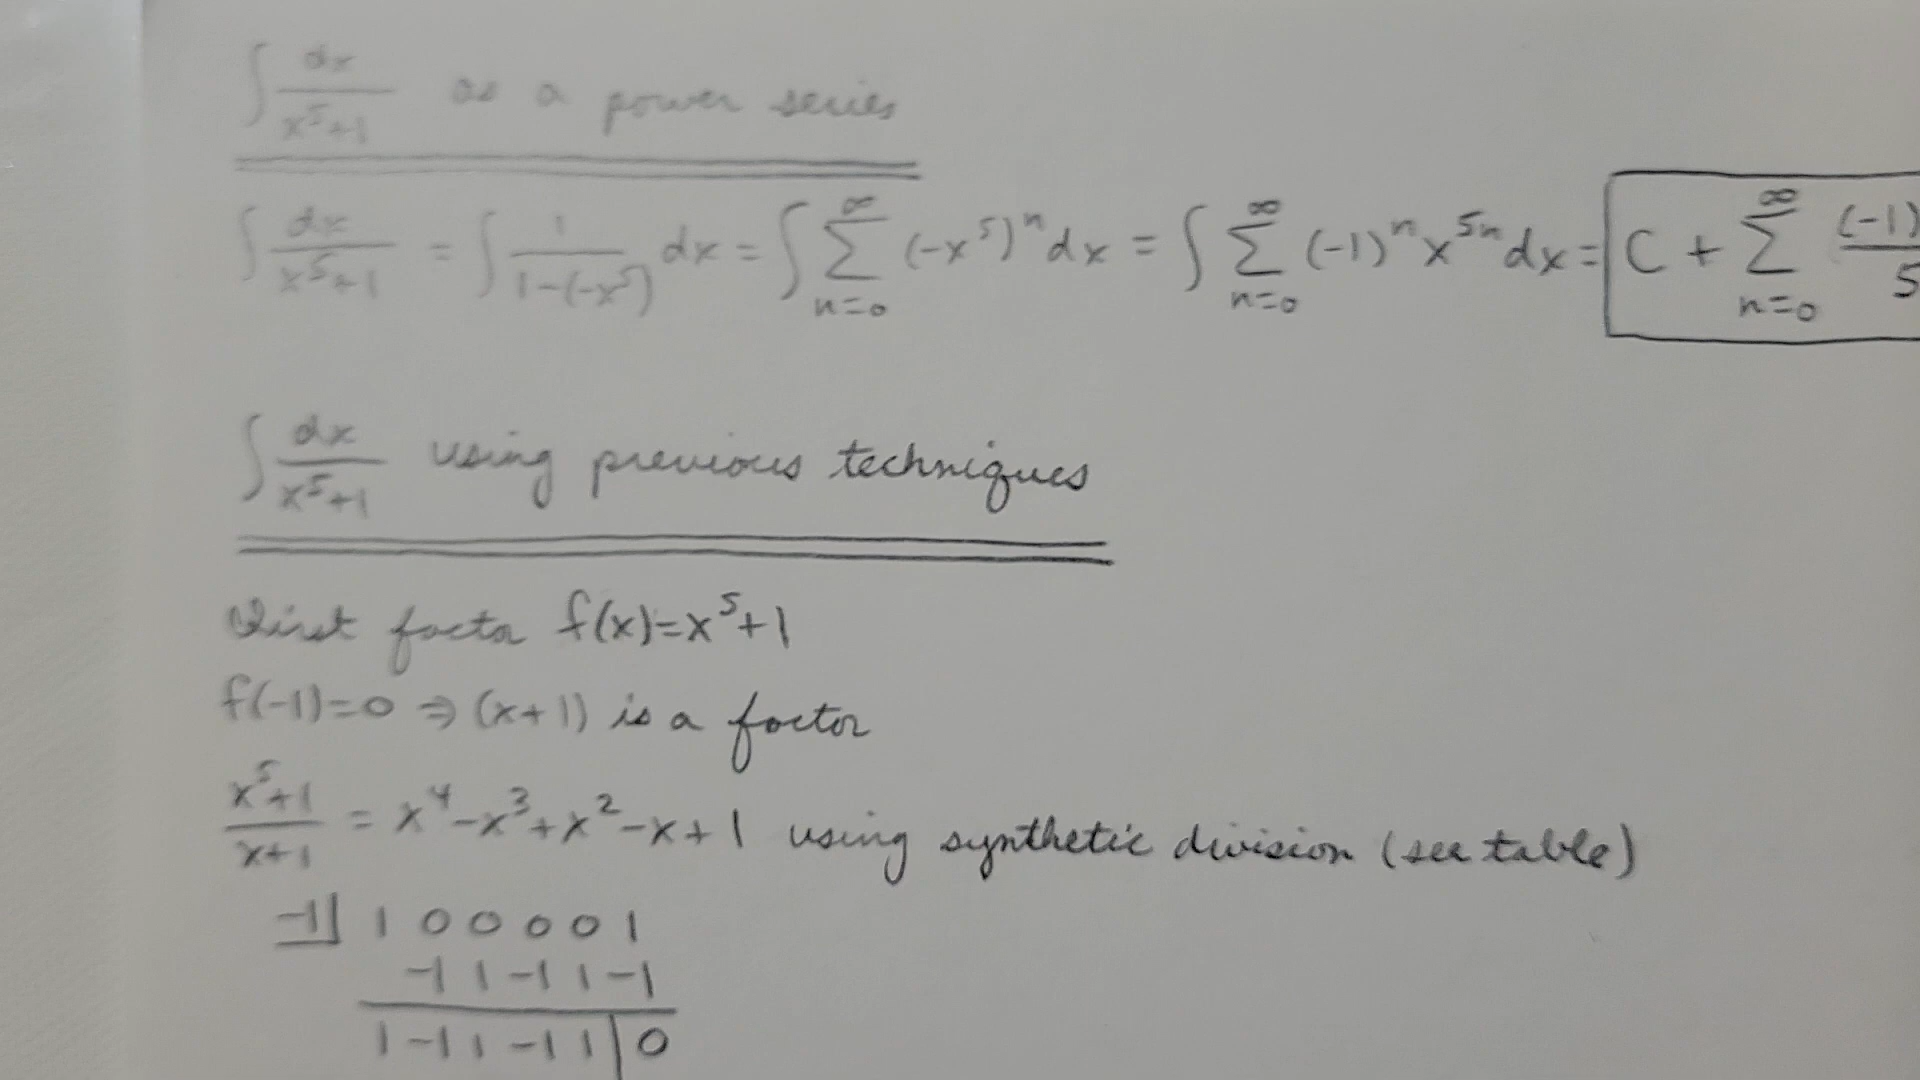 ∫ dx/(x⁵+1) as a power series
∫ dx/(x⁵+1) = ∫ 1/(1-(-x⁵)) dx = ∫ ∑_{n=0}^{∞} (-x⁵)ⁿ dx = ∫ ∑_{n=0}^{∞} (-1)ⁿ x⁵ⁿ dx = C + ∑_{n=0}^{∞} (-1)/5
∫ dx/(x⁵+1) using previous techniques
First factor f(x)=x⁵+1
f(-1)=0 ⇒ (x+1) is a factor
(x⁵+1)/(x+1) = x⁴-x³+x²-x+1 using synthetic division (see table)
-1| 1 0 0 0 0 1
-1 1 -1 1 -1
1 -1 1 -1 1 | 0